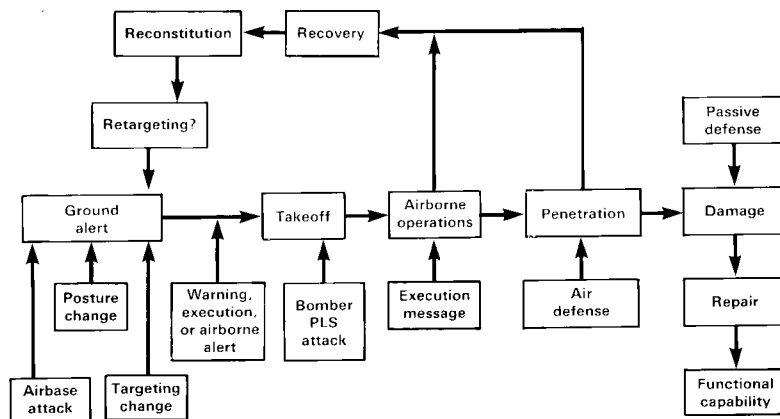 Reconstitution
Recovery
Retargeting?
Passive
defense
Ground
alert
Takeoff
Airborne
operations
Penetration
Damage
Posture
change
Warning,
execution,
or airborne
alert
Bomber
PLS
attack
Execution
message
Air
defense
Repair
Airbase
attack
Targeting
change
Functional
capability